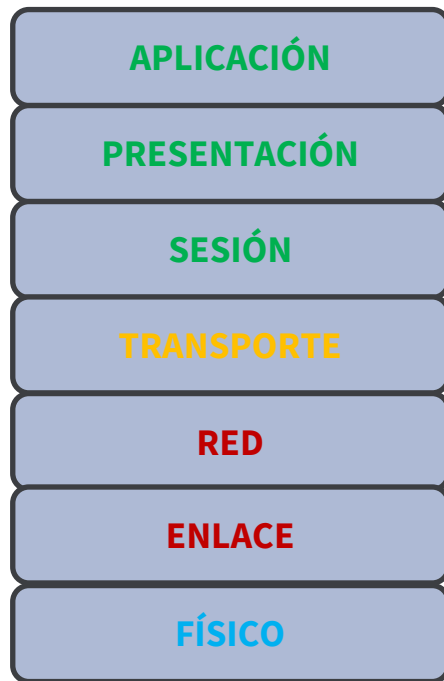 APLICACIÓN
PRESENTACIÓN
SESIÓN
TRANSPORTE
RED
ENLACE
FÍSICO